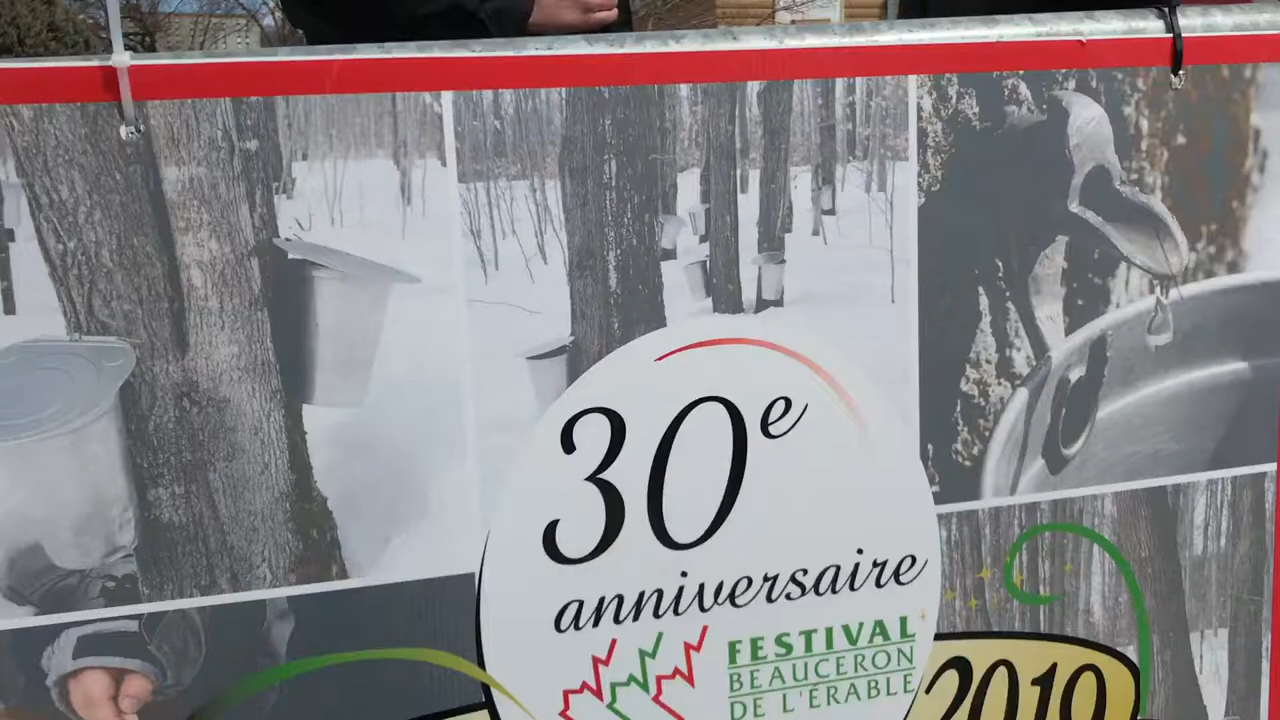 30e
anniversaire
FESTIVAL
BEAUCERON
DE L'ÉRABLE
2019